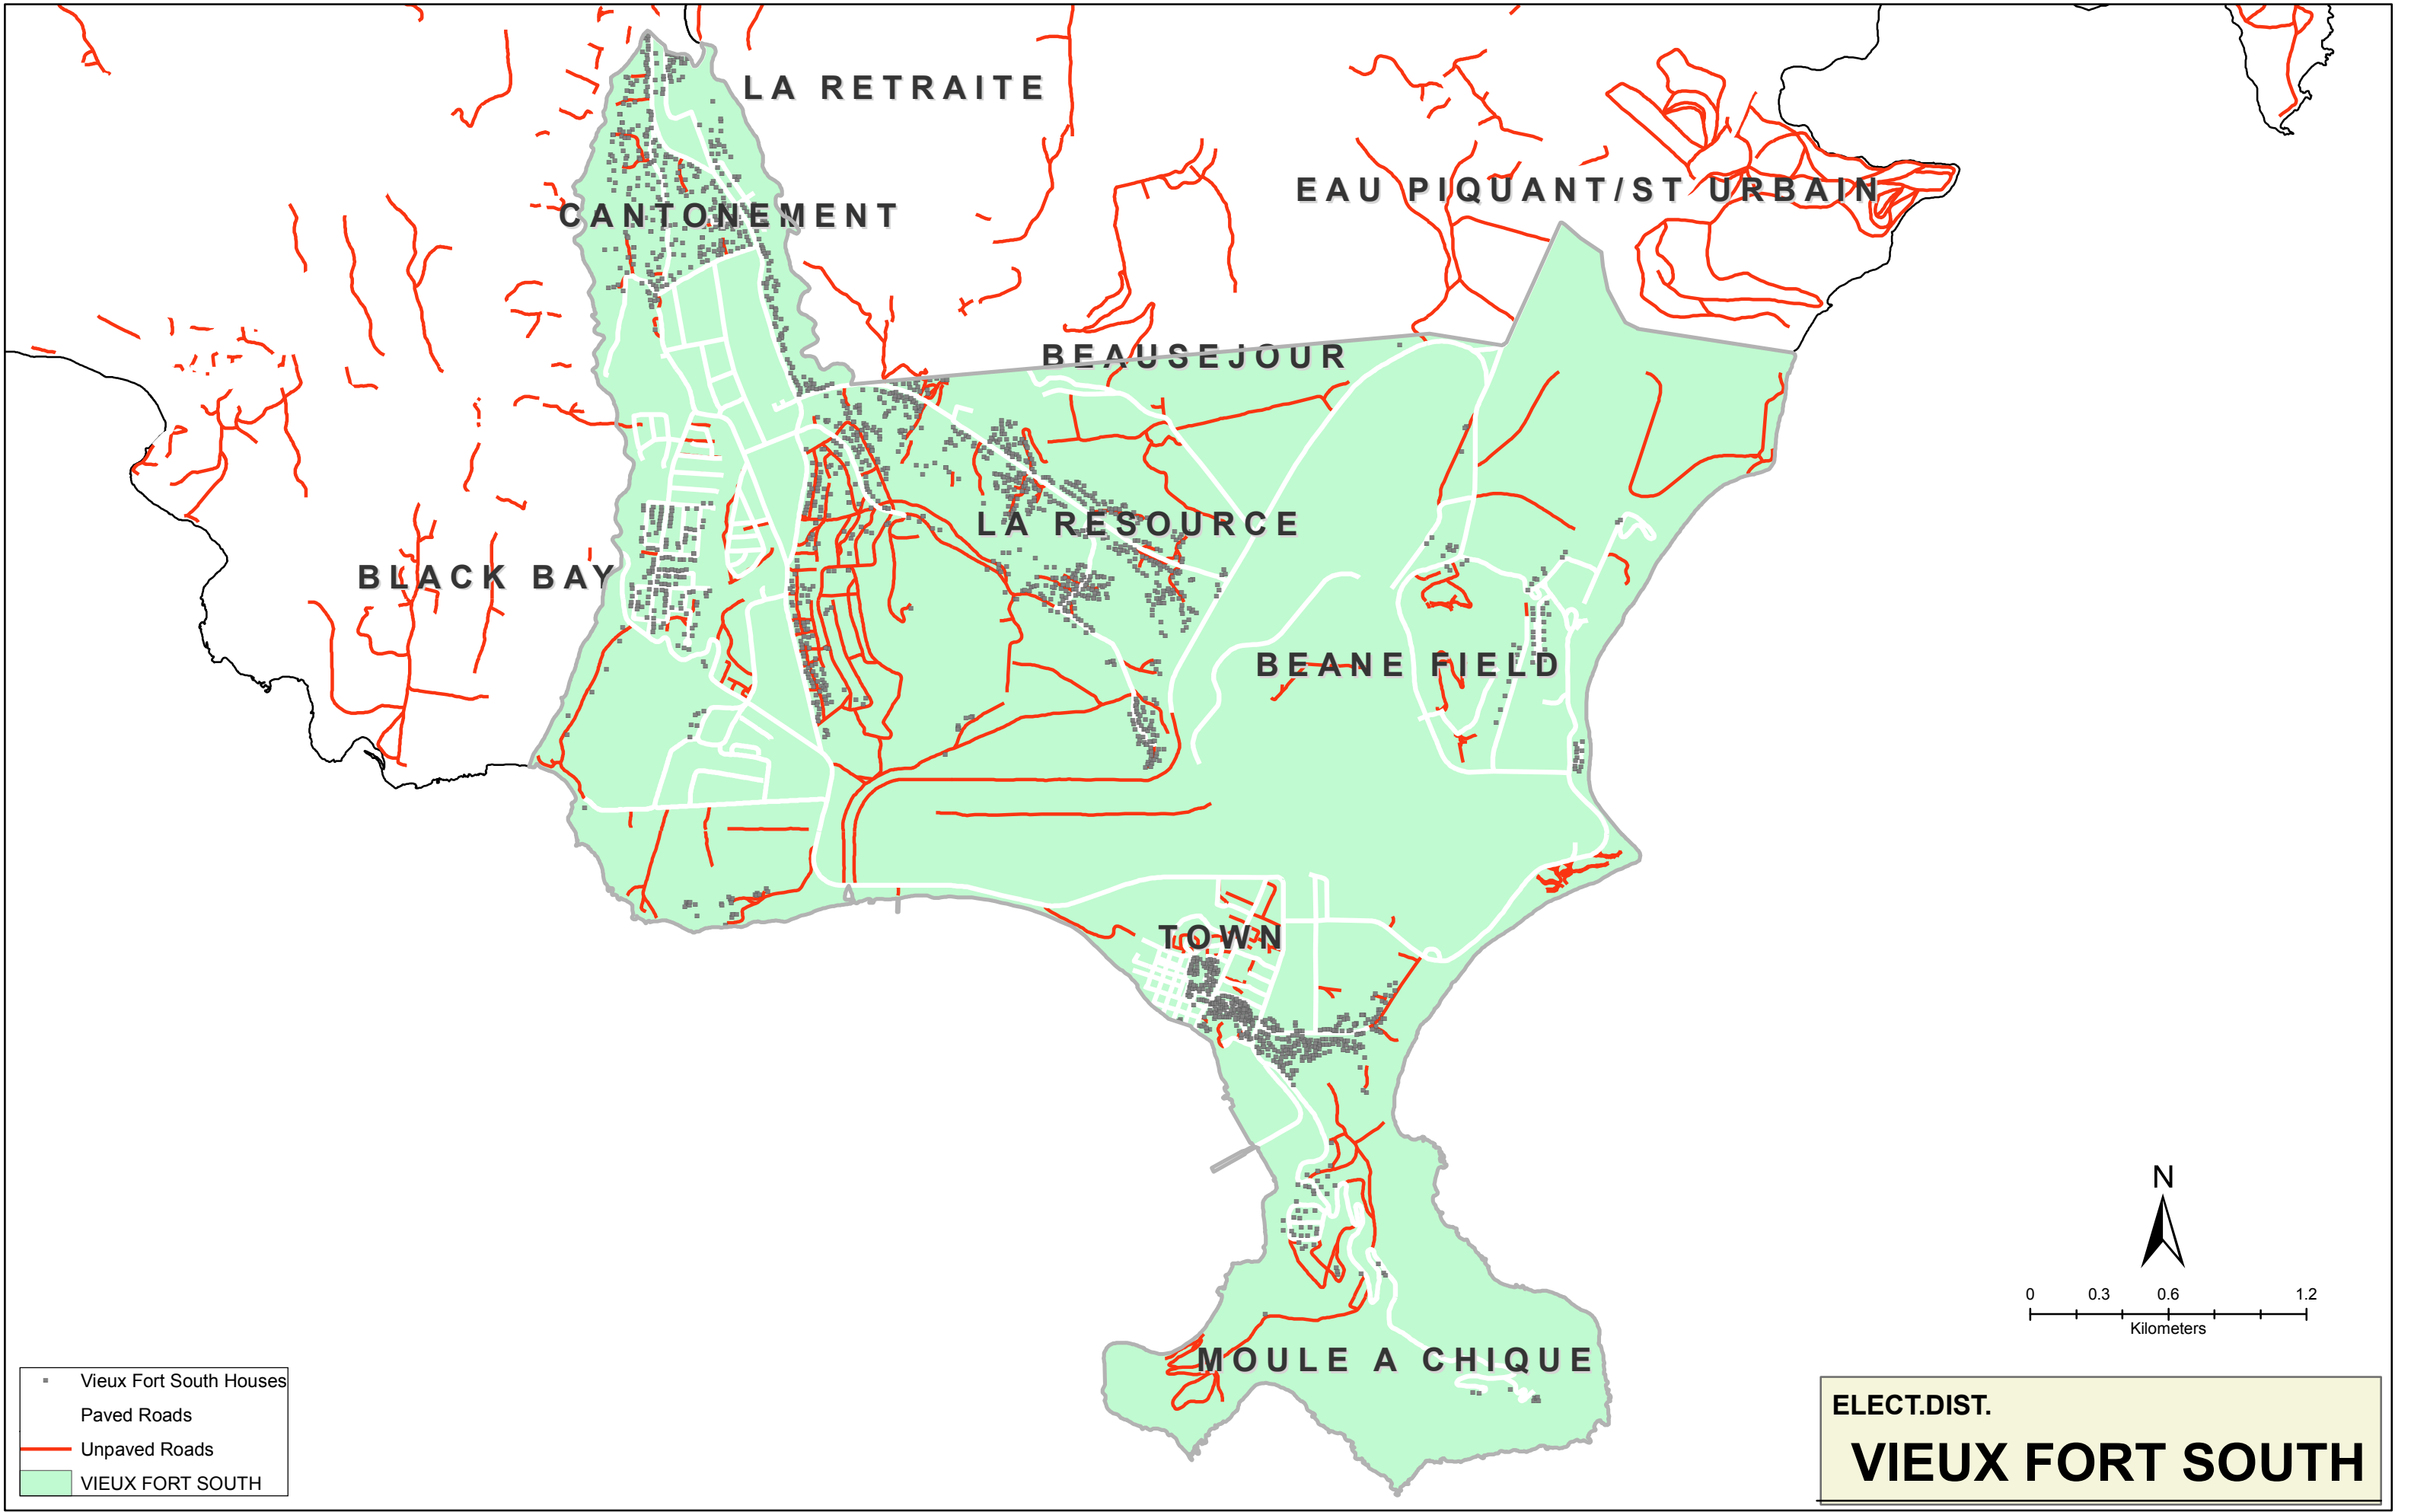 LA RETRAITE
EAU PIQUANT/ST URBAIN
CANTONEMENT
BEAUSEJOUR
LA RESOURCE
BLACK BAY
BEANE FIELD
TOWN
MOULE A CHIQUE
N
0 0.3 0.6 1.2
Kilometers
Vieux Fort South Houses
Paved Roads
Unpaved Roads
VIEUX FORT SOUTH
ELECT.DIST.
VIEUX FORT SOUTH